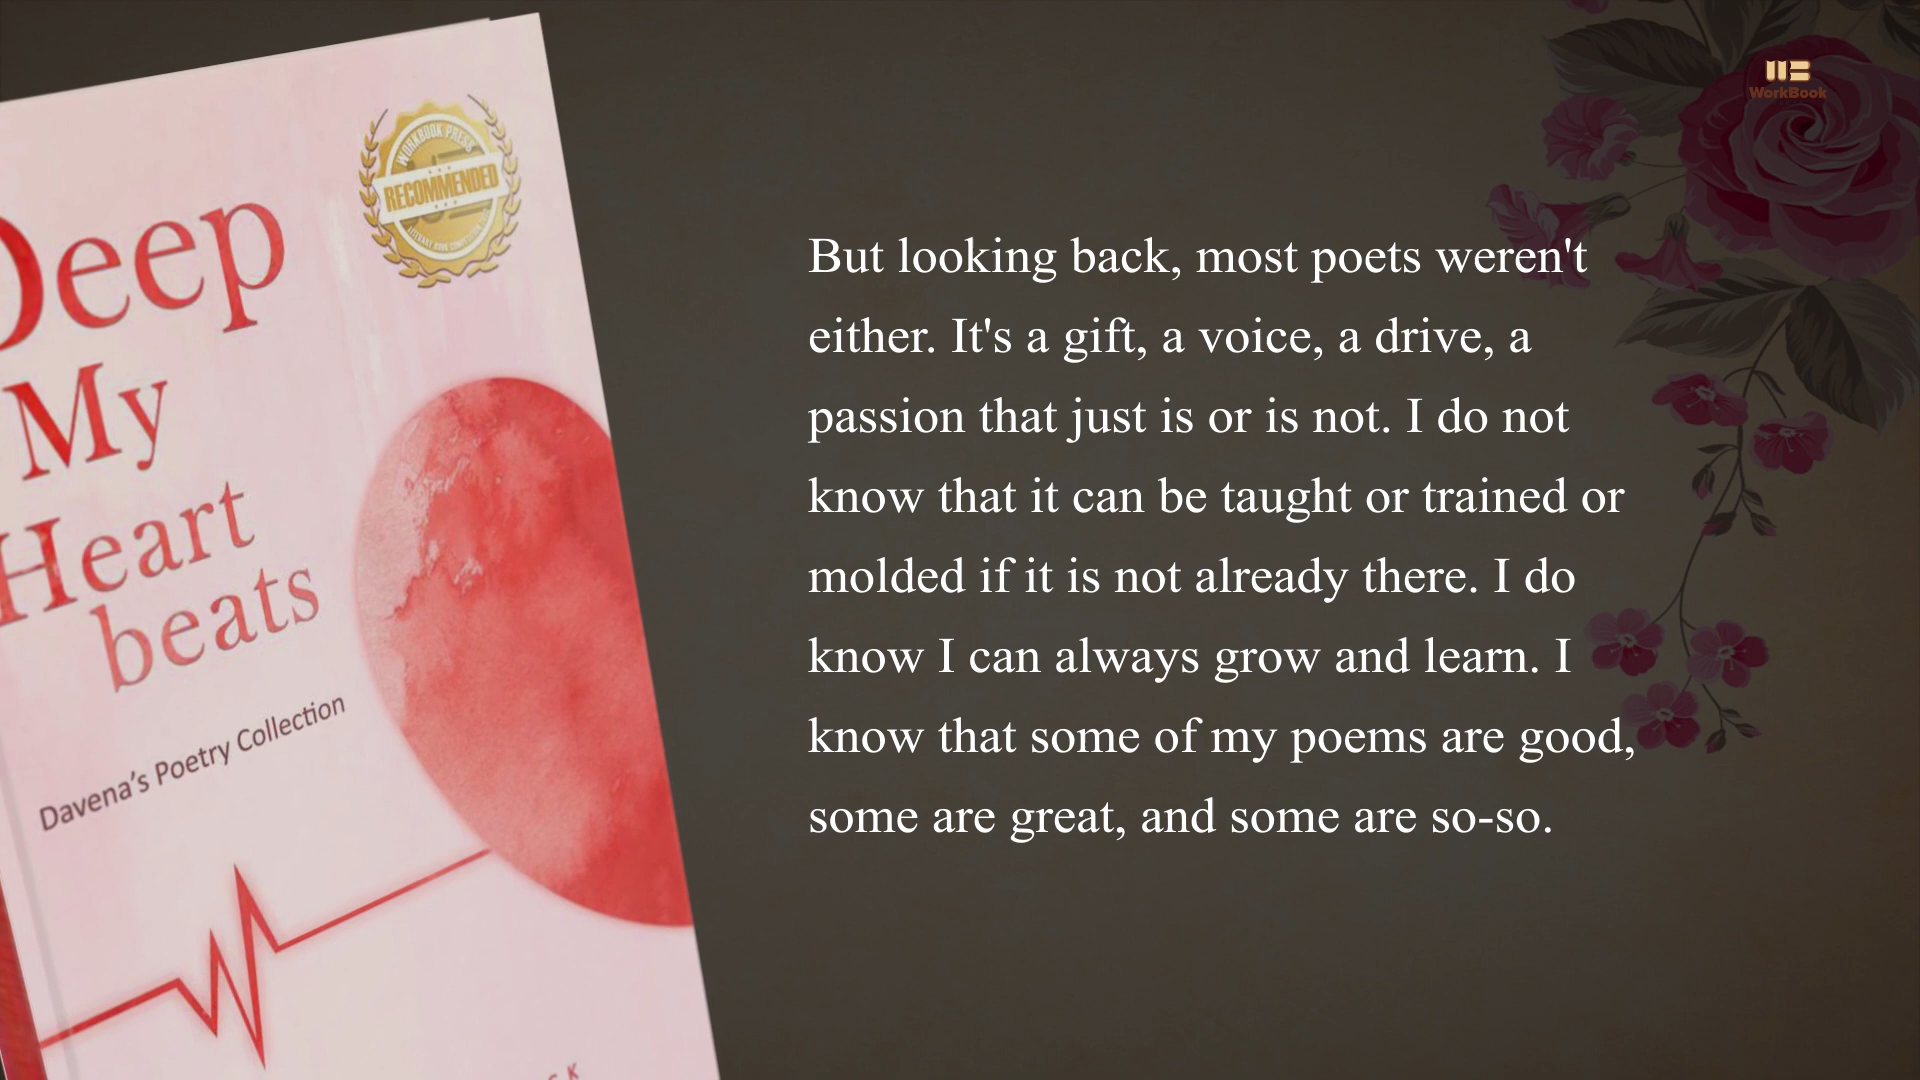 WorkBook
WORKBOOK PRESS
RECOMMENDED
Deep
My
Heart
beats
Davena's Poetry Collection
But looking back, most poets weren't
either. It's a gift, a voice, a drive, a
passion that just is or is not. I do not
know that it can be taught or trained or
molded if it is not already there. I do
know I can always grow and learn. I
know that some of my poems are good,
some are great, and some are so-so.